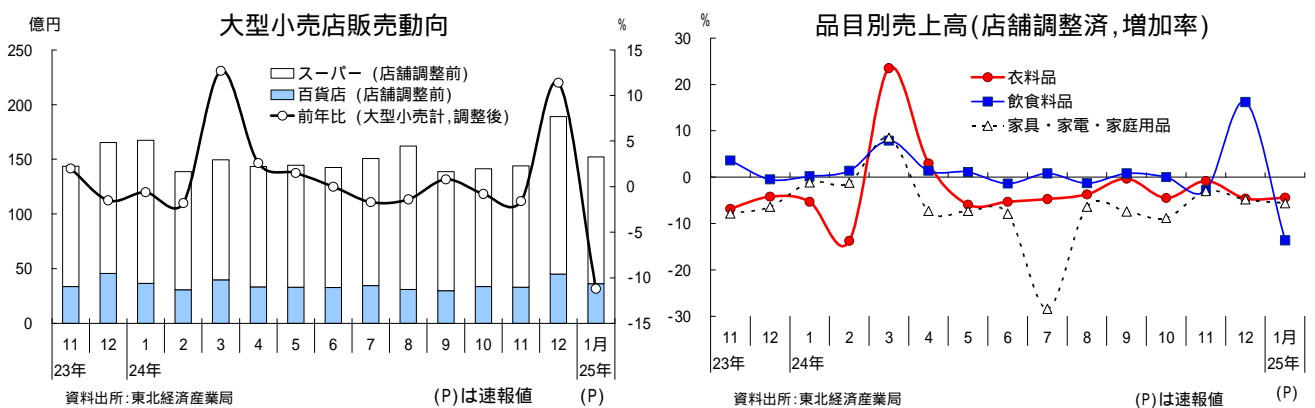 大型小売店販売動向
億円
%
スーパー (店舗調整前)
百貨店 (店舗調整前)
前年比 (大型小売計,調整後)
250
200
150
100
50
0
15
10
5
0
-5
-10
-15
11 12 1 2 3 4 5 6 7 8 9 10 11 12 1月
23年 24年 25年
資料出所:東北経済産業局
(P)は速報値
(P)
品目別売上高(店舗調整済,増加率)
%
衣料品
飲食料品
家具・家電・家庭用品
30
20
10
0
-10
-20
-30
11 12 1 2 3 4 5 6 7 8 9 10 11 12 1月
23年 24年 25年
資料出所:東北経済産業局
(P)は速報値
(P)